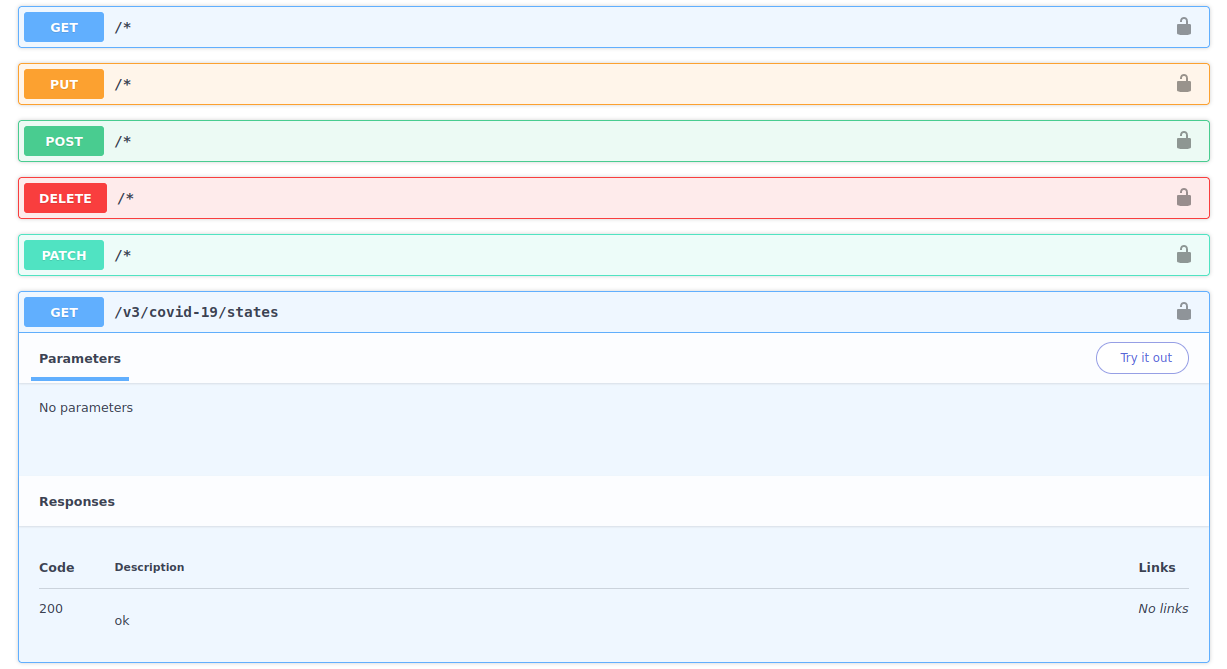 GET /*
PUT /*
POST /*
DELETE /*
PATCH /*
GET /v3/covid-19/states
Parameters Try it out
No parameters
Responses
Code Description Links
200 No links
ok